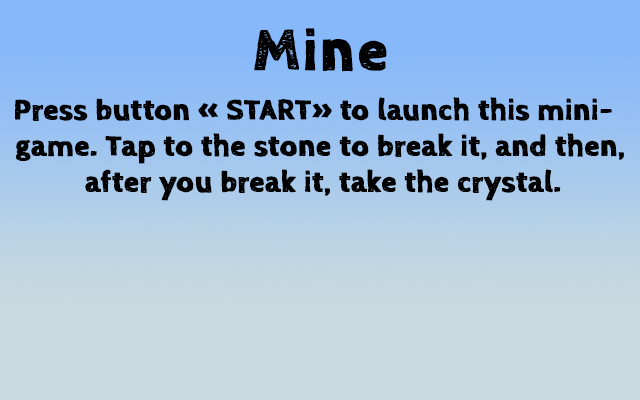 Mine
Press button « START» to launch this mini-
game. Tap to the stone to break it, and then,
after you break it, take the crystal.